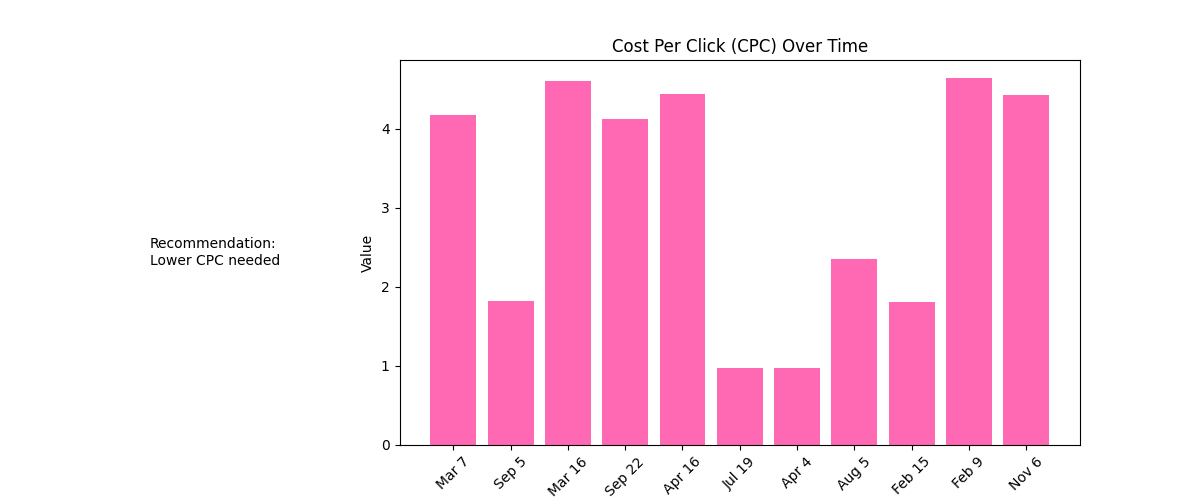 Cost Per Click (CPC) Over Time
Recommendation:
Lower CPC needed
Value
4
3
2
1
0
Mar 7
Sep 5
Mar 16
Sep 22
Apr 16
Jul 19
Apr 4
Aug 5
Feb 15
Feb 9
Nov 6